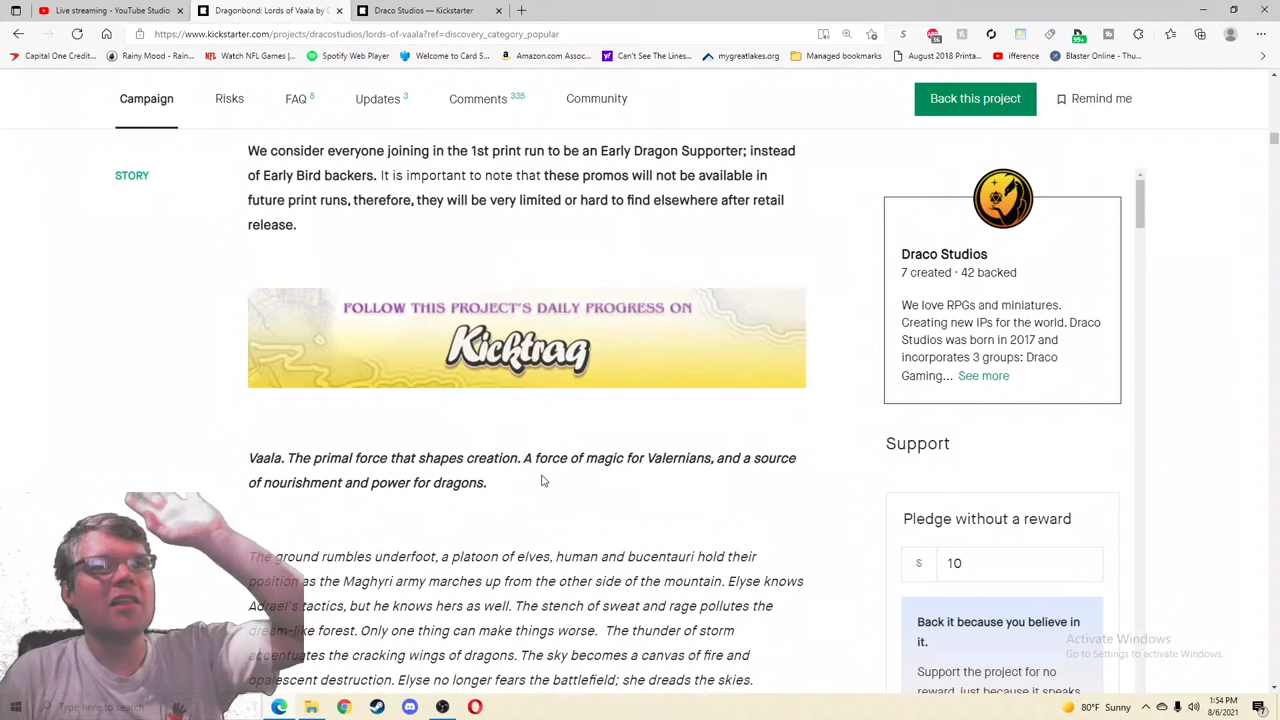 Live streaming - YouTube Studio
Dragonbond: Lords of Vaala by D
Draco Studios — Kickstarter
https://www.kickstarter.com/projects/dracostudios/lords-of-vaala?ref=discovery_category_popular
Capital One Credit...
Rainy Mood - Rain...
Watch NFL Games |...
Spotify Web Player
Welcome to Card S...
Amazon.com Assoc...
Can't See The Lines...
mygreatlakes.org
Managed bookmarks
August 2018 Printa...
ifference
Blaster Online - Thu...
Campaign
Risks
FAQ 8
Updates 3
Comments 335
Community
Back this project
Remind me
STORY
We consider everyone joining in the 1st print run to be an Early Dragon Supporter; instead
of Early Bird backers. It is important to note that these promos will not be available in
future print runs, therefore, they will be very limited or hard to find elsewhere after retail
release.
FOLLOW THIS PROJECT'S DAILY PROGRESS ON
Kicktraq
Vaala. The primal force that shapes creation. A force of magic for Valernians, and a source
of nourishment and power for dragons.
The ground rumbles underfoot, a platoon of elves, human and bucentauri hold their
position as the Maghyri army marches up from the other side of the mountain. Elyse knows
Adrael's tactics, but he knows hers as well. The stench of sweat and rage pollutes the
dream-like forest. Only one thing can make things worse. The thunder of storm
accentuates the cracking wings of dragons. The sky becomes a canvas of fire and
opalescent destruction. Elyse no longer fears the battlefield; she dreads the skies.
Draco Studios
7 created · 42 backed
We love RPGs and miniatures.
Creating new IPs for the world. Draco
Studios was born in 2017 and
incorporates 3 groups: Draco
Gaming... See more
Support
Pledge without a reward
$ 10
Back it because you believe in
it.
Support the project for no
reward, just because it speaks
Activate Windows
Go to Settings to activate Windows.
Type here to search
80°F Sunny
1:54 PM
8/6/2021